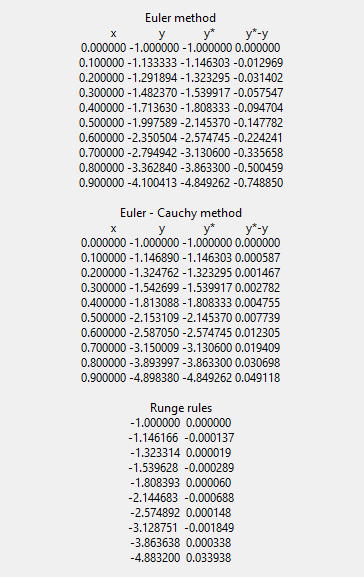 Euler method
x y y* y*-y
0.000000 -1.000000 -1.000000 0.000000
0.100000 -1.133333 -1.146303 -0.012969
0.200000 -1.291894 -1.323295 -0.031402
0.300000 -1.482370 -1.539917 -0.057547
0.400000 -1.713630 -1.808333 -0.094704
0.500000 -1.997589 -2.145370 -0.147782
0.600000 -2.350504 -2.574745 -0.224241
0.700000 -2.794942 -3.130600 -0.335658
0.800000 -3.362840 -3.863300 -0.500459
0.900000 -4.100413 -4.849262 -0.748850
Euler - Cauchy method
x y y* y*-y
0.000000 -1.000000 -1.000000 0.000000
0.100000 -1.146890 -1.146303 0.000587
0.200000 -1.324762 -1.323295 0.001467
0.300000 -1.542699 -1.539917 0.002782
0.400000 -1.813088 -1.808333 0.004755
0.500000 -2.153109 -2.145370 0.007739
0.600000 -2.587050 -2.574745 0.012305
0.700000 -3.150009 -3.130600 0.019409
0.800000 -3.893997 -3.863300 0.030698
0.900000 -4.898380 -4.849262 0.049118
Runge rules
-1.000000 0.000000
-1.146166 -0.000137
-1.323314 0.000019
-1.539628 -0.000289
-1.808393 0.000060
-2.144683 -0.000688
-2.574892 0.000148
-3.128751 -0.001849
-3.863638 0.000338
-4.883200 0.033938